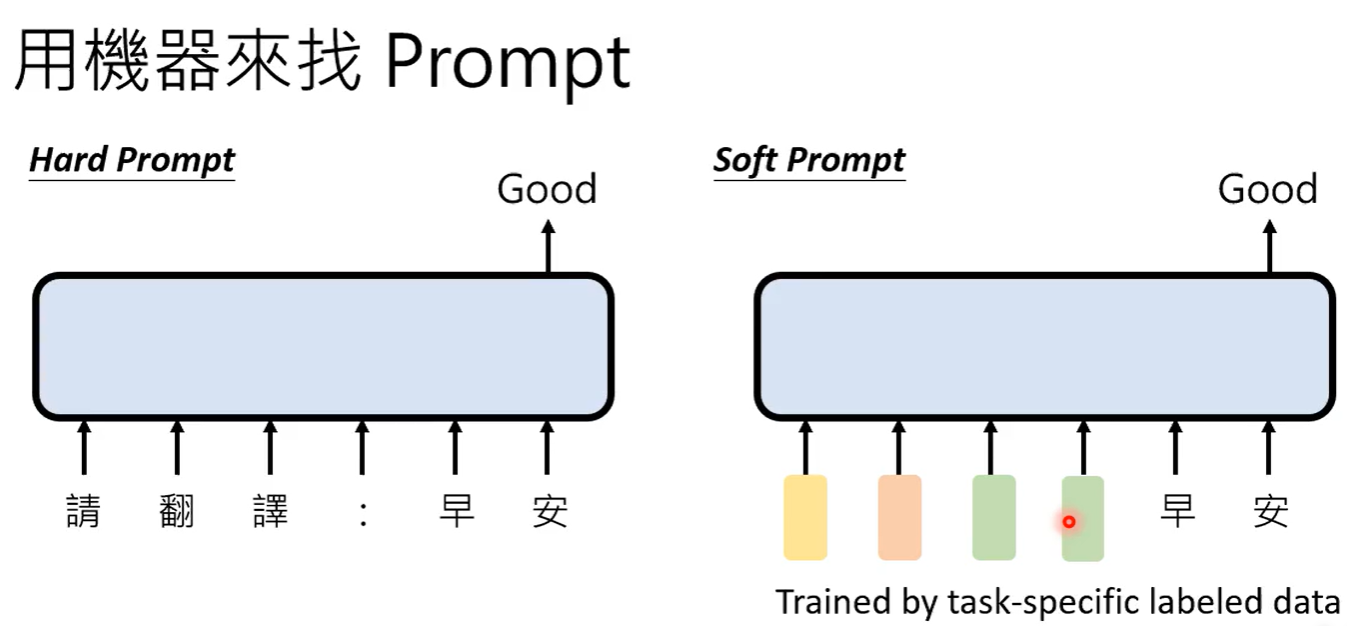 用機器來找 Prompt
Hard Prompt
Good
請 翻 譯 : 早 安
Soft Prompt
Good
早 安
Trained by task-specific labeled data